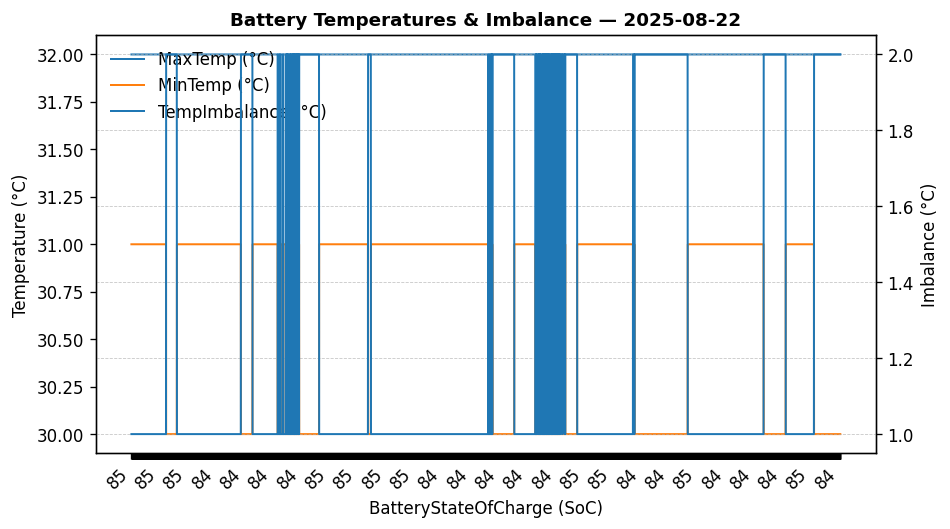 Battery Temperatures & Imbalance — 2025-08-22
MaxTemp (°C)
MinTemp (°C)
TempImbalance (°C)
Temperature (°C)
32.00
31.75
31.50
31.25
31.00
30.75
30.50
30.25
30.00
Imbalance (°C)
2.0
1.8
1.6
1.4
1.2
1.0
85 85 85 84 84 84 84 85 85 84 84 84 84 85 84 84 84 85 85 84 84 84 84 84 85 84
BatteryStateOfCharge (SoC)